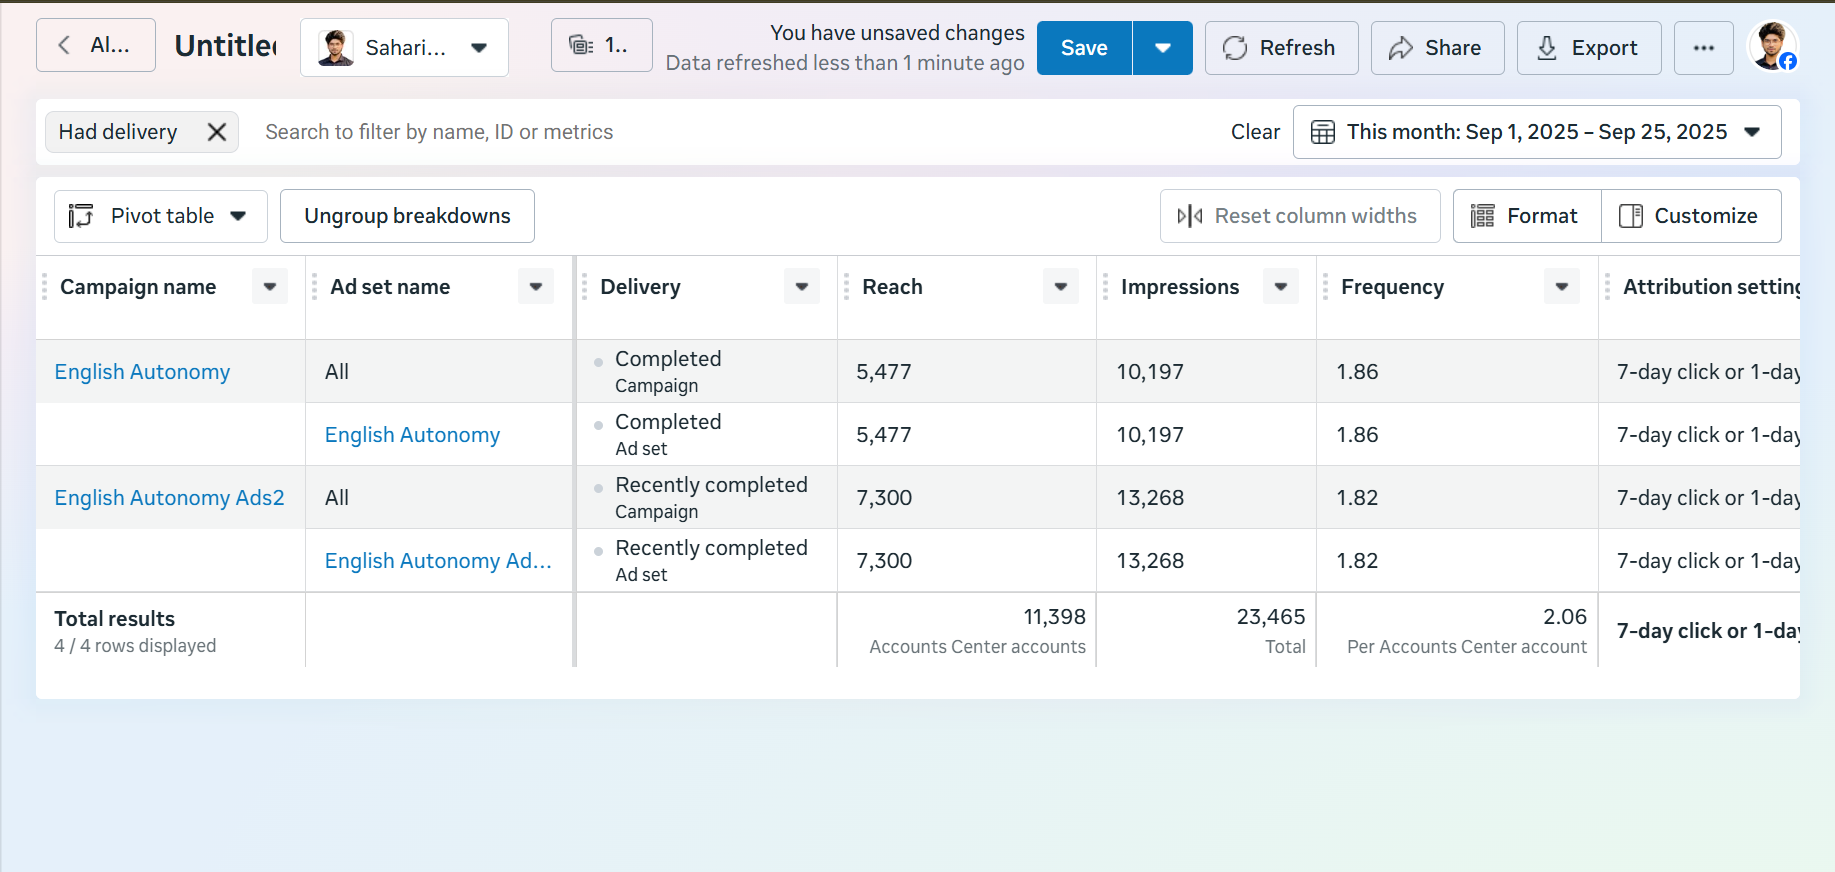 Al...
Untitled
Sahari...
1..
You have unsaved changes
Data refreshed less than 1 minute ago
Save
Refresh
Share
Export
Had delivery
Search to filter by name, ID or metrics
Clear
This month: Sep 1, 2025 – Sep 25, 2025
Pivot table
Ungroup breakdowns
Reset column widths
Format
Customize
Campaign name
Ad set name
Delivery
Reach
Impressions
Frequency
Attribution setting
English Autonomy
All
Completed
Campaign
5,477
10,197
1.86
7-day click or 1-day
English Autonomy
Completed
Ad set
5,477
10,197
1.86
7-day click or 1-day
English Autonomy Ads2
All
Recently completed
Campaign
7,300
13,268
1.82
7-day click or 1-day
English Autonomy Ad...
Recently completed
Ad set
7,300
13,268
1.82
7-day click or 1-day
Total results
4 / 4 rows displayed
11,398
Accounts Center accounts
23,465
Total
2.06
Per Accounts Center account
7-day click or 1-day